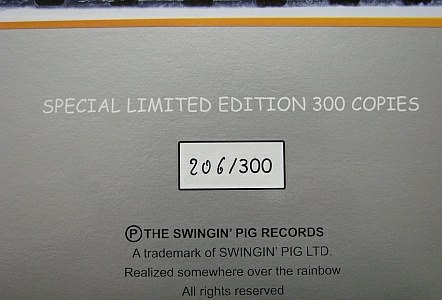 SPECIAL LIMITED EDITION 300 COPIES
206/300
Ⓟ THE SWINGIN' PIG RECORDS
A trademark of SWINGIN' PIG LTD.
Realized somewhere over the rainbow
All rights reserved